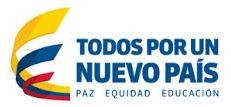 TODOS POR UN
NUEVO PAÍS
PAZ EQUIDAD EDUCACIÓN